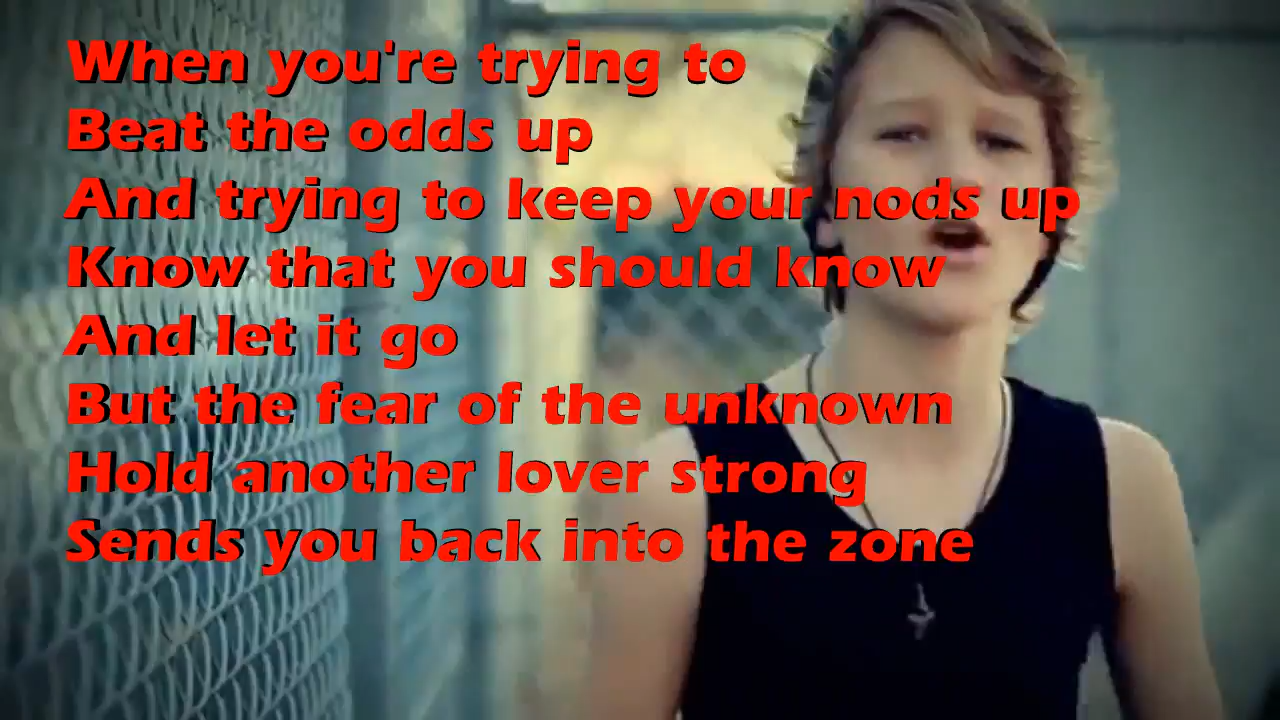 When you're trying to
Beat the odds up
And trying to keep your nods up
Know that you should know
And let it go
But the fear of the unknown
Hold another lover strong
Sends you back into the zone